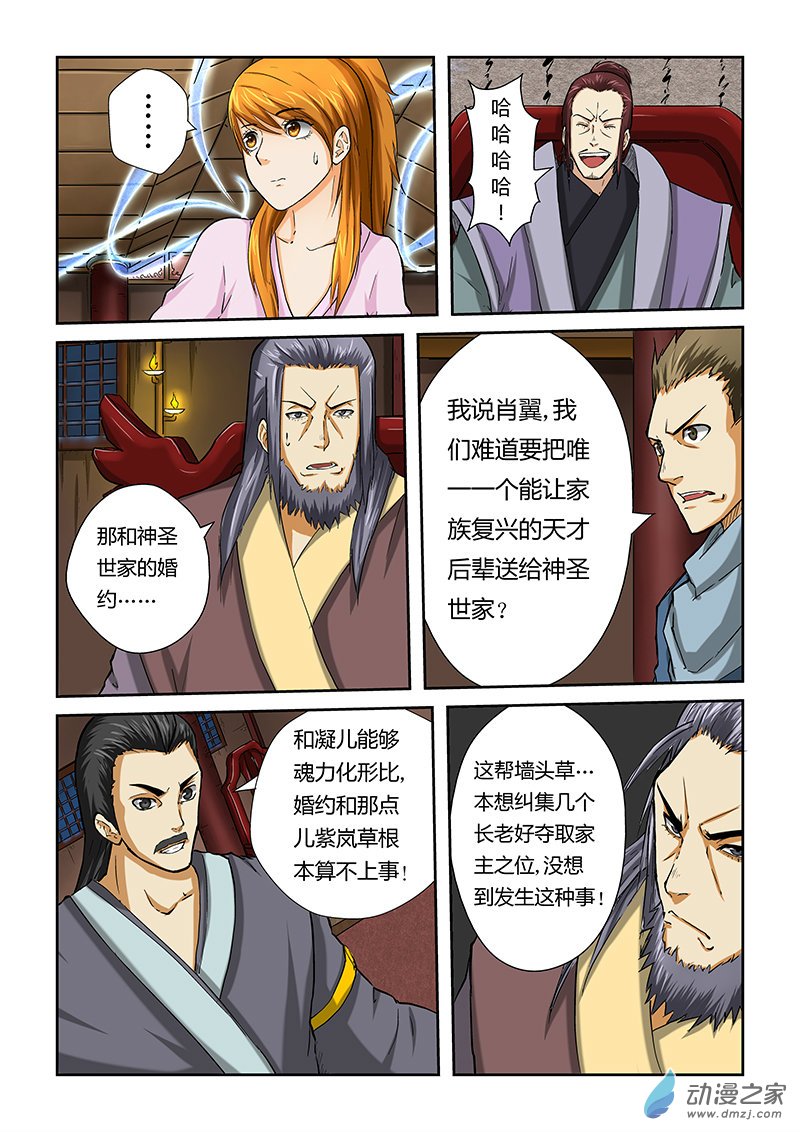 ……
哈哈哈哈！
那和神圣
世家的婚
约……
我说肖翼,我
们难道要把唯
一一个能让家
族复兴的天才
后辈送给神圣
世家？
和凝儿能够
魂力化形比,
婚约和那点
儿紫岚草根
本算不上事！
这帮墙头草…
本想纠集几个
长老好夺取家
主之位,没想
到发生这种事！
动漫之家
www.dmzj.com